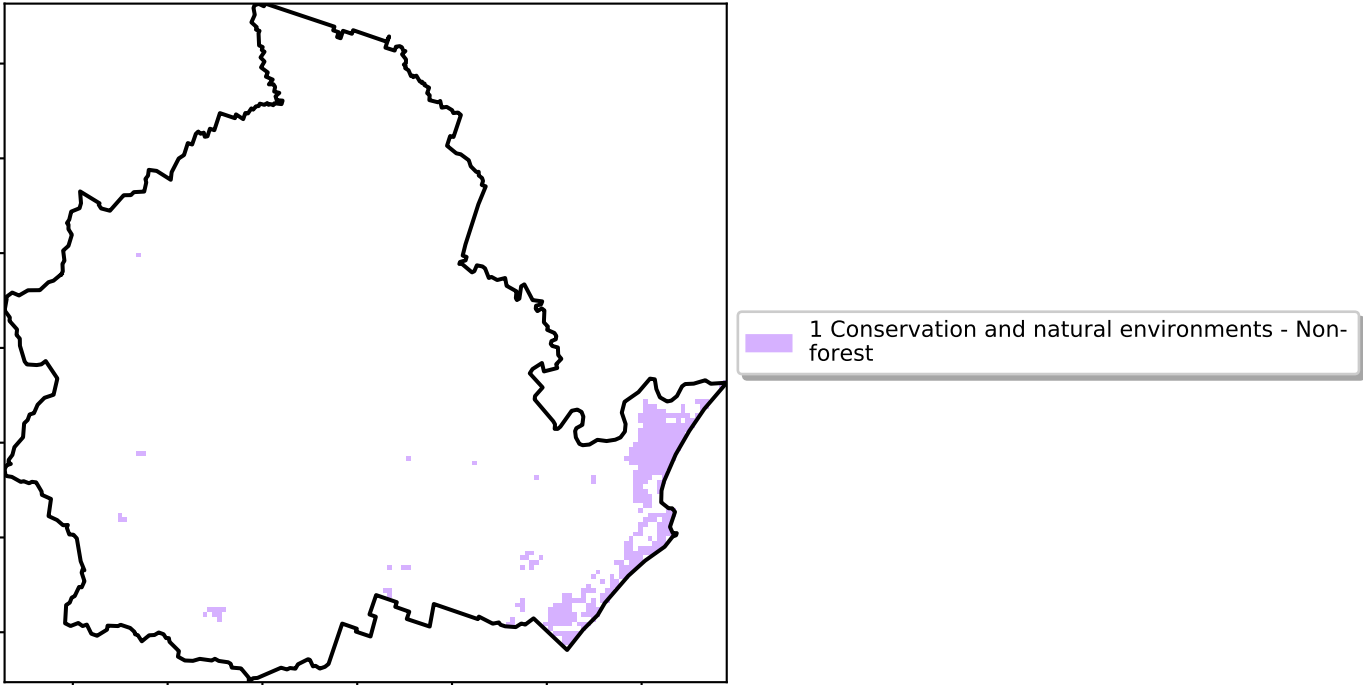 1 Conservation and natural environments - Non-
forest